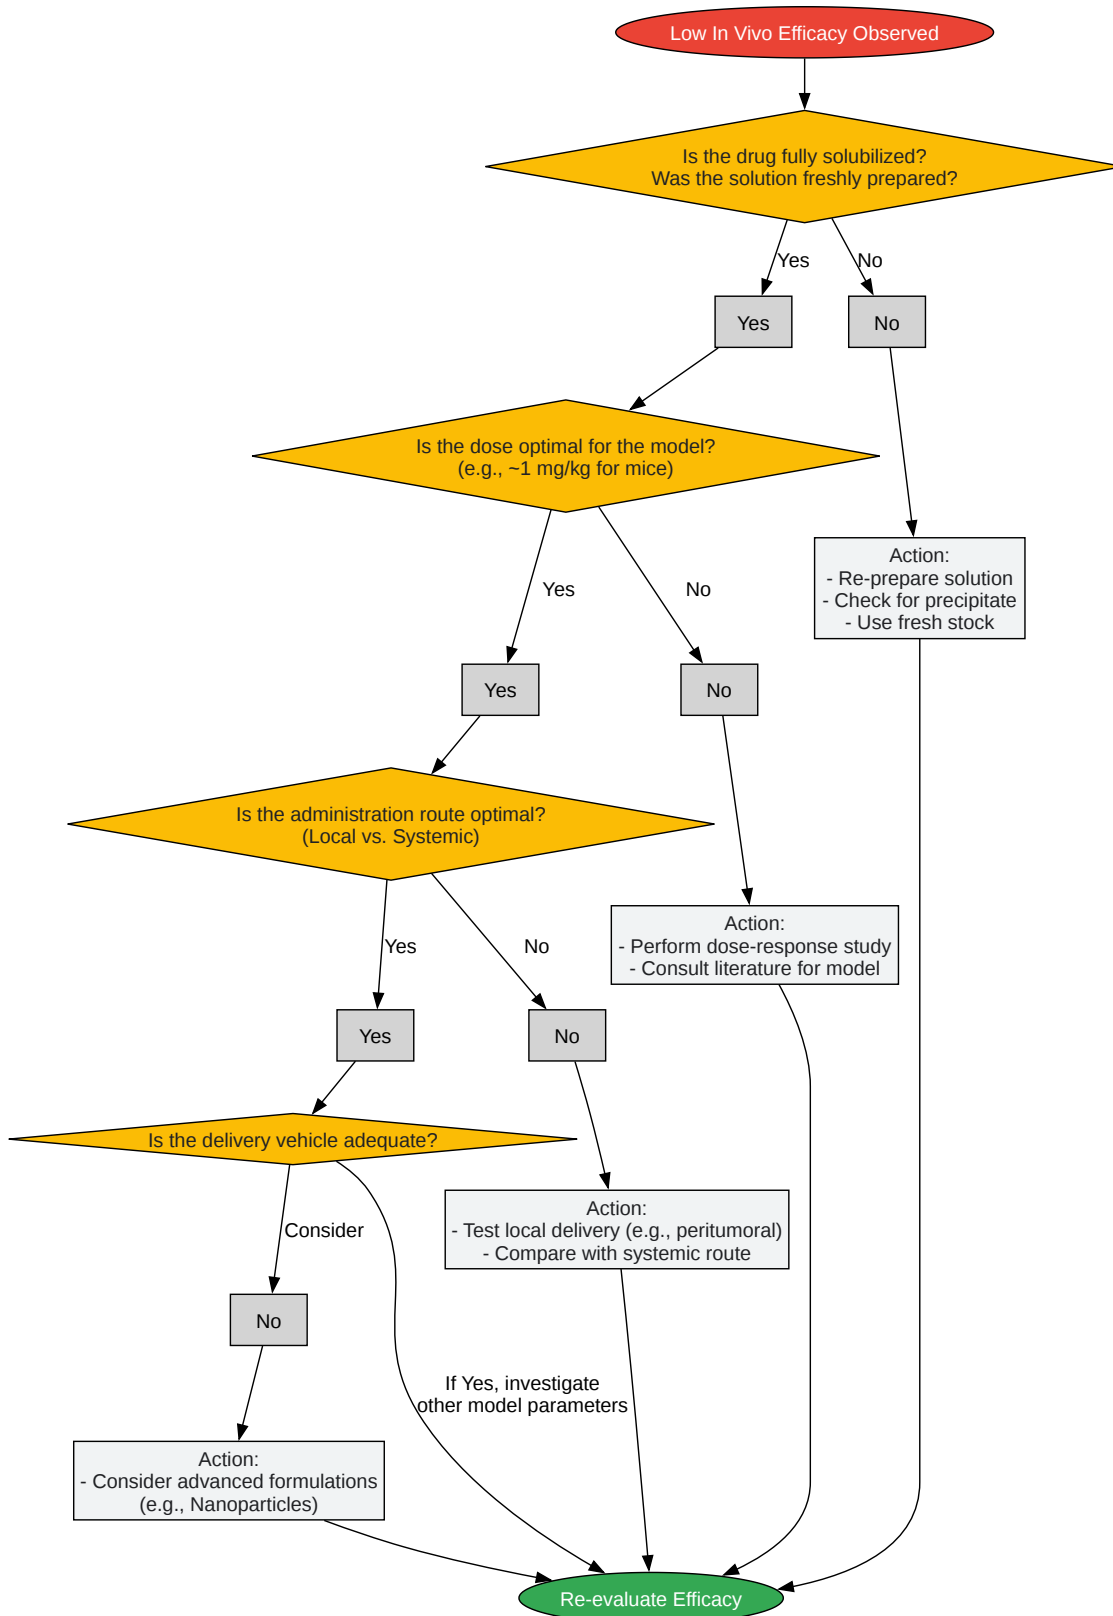 Low In Vivo Efficacy Observed
Is the drug fully solubilized?
Was the solution freshly prepared?
Yes
No
Yes
No
Is the dose optimal for the model?
(e.g., ~1 mg/kg for mice)
Action:
- Re-prepare solution
- Check for precipitate
- Use fresh stock
Yes
No
Yes
No
Is the administration route optimal?
(Local vs. Systemic)
Action:
- Perform dose-response study
- Consult literature for model
Yes
No
Yes
No
Is the delivery vehicle adequate?
Action:
- Test local delivery (e.g., peritumoral)
- Compare with systemic route
Consider
No
If Yes, investigate
other model parameters
Action:
- Consider advanced formulations
(e.g., Nanoparticles)
Re-evaluate Efficacy